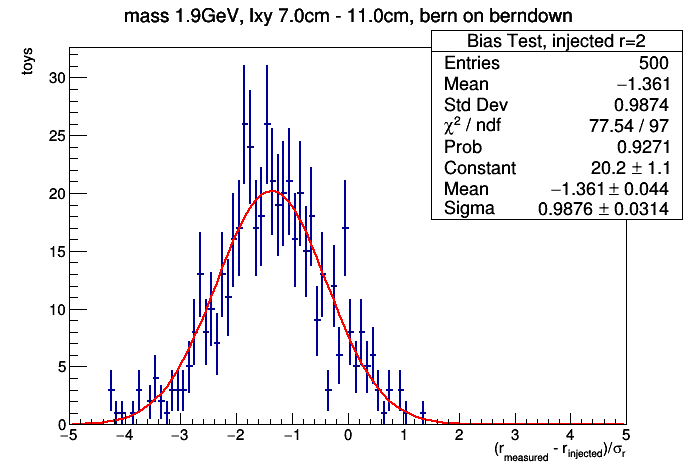 mass 1.9GeV, lxy 7.0cm - 11.0cm, bern on berndown
toys
Bias Test, injected r=2
Entries 500
Mean −1.361
Std Dev 0.9874
χ² / ndf 77.54 / 97
Prob 0.9271
Constant 20.2 ± 1.1
Mean −1.361 ± 0.044
Sigma 0.9876 ± 0.0314
30
25
20
15
10
5
0
−5 −4 −3 −2 −1 0 1 2 3 4 5
(r_measured - r_injected)/σ_r